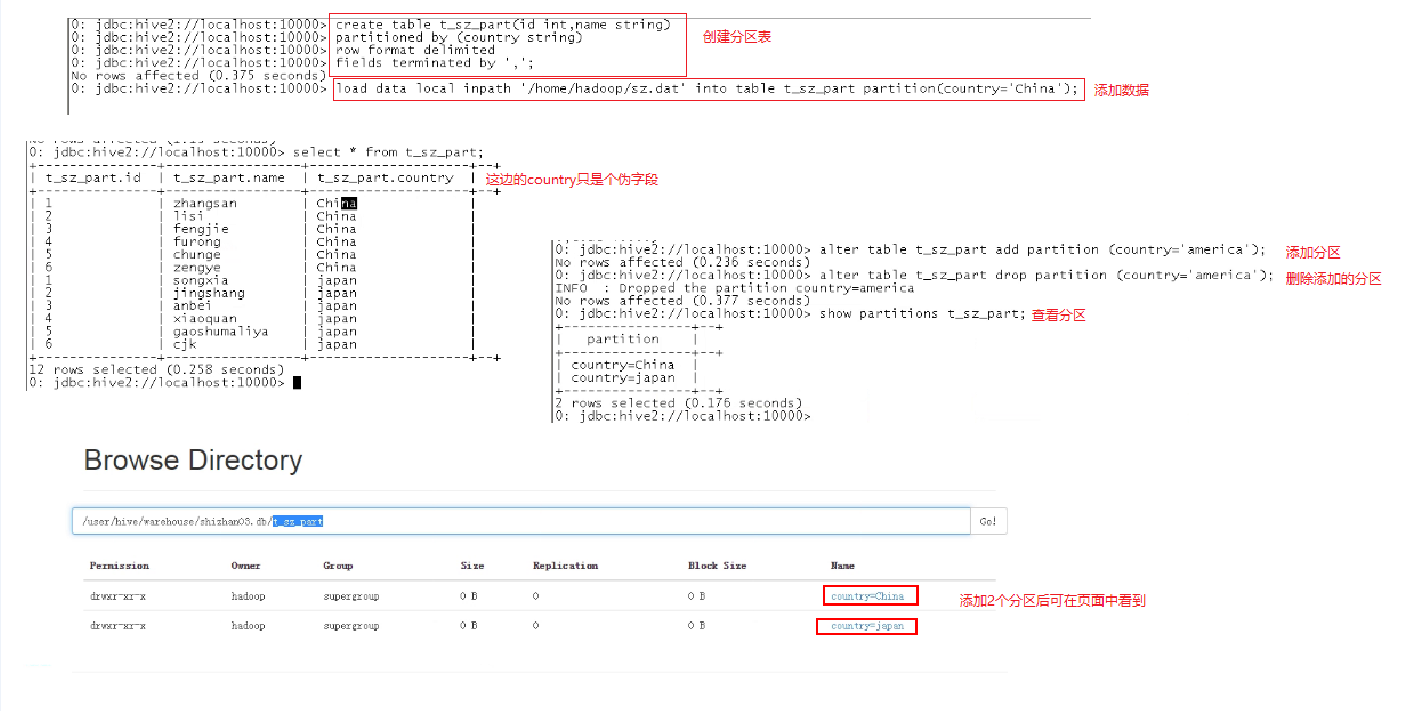 0: jdbc:hive2://localhost:10000> create table t_sz_part(id int,name string)
0: jdbc:hive2://localhost:10000> partitioned by (country string)
0: jdbc:hive2://localhost:10000> row format delimited
0: jdbc:hive2://localhost:10000> fields terminated by ',';
创建分区表
No rows affected (0.375 seconds)
0: jdbc:hive2://localhost:10000> load data local inpath '/home/hadoop/sz.dat' into table t_sz_part partition(country='China');
添加数据
0: jdbc:hive2://localhost:10000> select * from t_sz_part;
+---------------+-----------------+--------------------+--+
| t_sz_part.id | t_sz_part.name | t_sz_part.country |
这边的country只是个伪字段
+---------------+-----------------+--------------------+--+
| 1 | zhangsan | China |
| 2 | lisi | China |
| 3 | fengjie | China |
| 4 | furong | China |
| 5 | chunge | China |
| 6 | zengye | China |
| 1 | songxia | japan |
| 2 | jingshang | japan |
| 3 | anbei | japan |
| 4 | xiaoquan | japan |
| 5 | gaoshumaliya | japan |
| 6 | cjk | japan |
+---------------+-----------------+--------------------+--+
12 rows selected (0.258 seconds)
0: jdbc:hive2://localhost:10000>
0: jdbc:hive2://localhost:10000> alter table t_sz_part add partition (country='america');
添加分区
No rows affected (0.236 seconds)
0: jdbc:hive2://localhost:10000> alter table t_sz_part drop partition (country='america');
删除添加的分区
INFO : Dropped the partition country=america
No rows affected (0.377 seconds)
0: jdbc:hive2://localhost:10000> show partitions t_sz_part;
查看分区
+----------------+--+
| partition |
+----------------+--+
| country=China |
| country=japan |
+----------------+--+
2 rows selected (0.176 seconds)
0: jdbc:hive2://localhost:10000>
Browse Directory
/user/hive/warehouse/shizhan03.db/t_sz_part
Go!
Permission Owner Group Size Replication Block Size Name
drwxr-xr-x hadoop supergroup 0 B 0 0 B country=China
添加2个分区后可在页面中看到
drwxr-xr-x hadoop supergroup 0 B 0 0 B country=japan